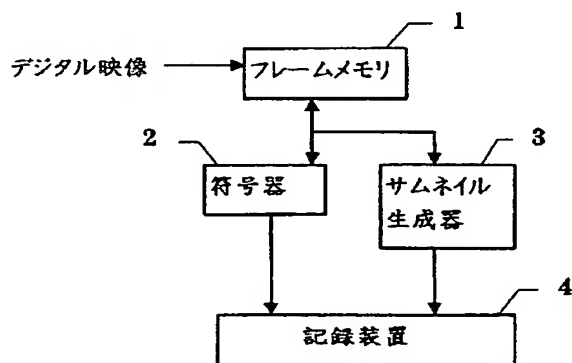 1
デジタル映像
フレームメモリ
2
3
符号器
サムネイル
生成器
4
記録装置